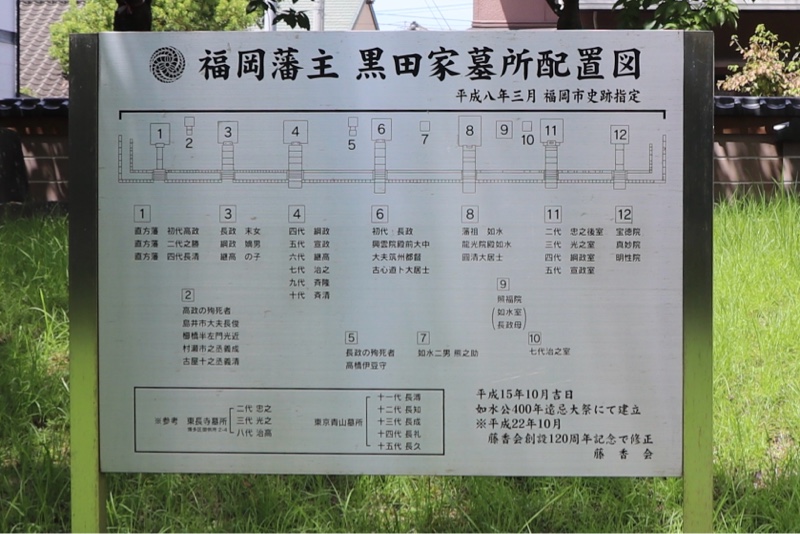 福岡藩主 黒田家墓所配置図
平成八年三月 福岡市史跡指定
1 2 3 4 5 6 7 8 9 10 11 12
1
直方藩 初代高政
直方藩 二代之勝
直方藩 四代長清
3
長政 末女
綱政 嫡男
継高 の子
4
四代 綱政
五代 宣政
六代 継高
七代 治之
九代 斉隆
十代 斉清
6
初代・長政
興雲院殿前大中
大夫筑州都督
古心道卜大居士
8
藩祖 如水
龍光院殿如水
圓清大居士
11
二代 忠之後室
三代 光之室
四代 綱政室
五代 宣政室
12
宝徳院
真妙院
明性院
2
高政の殉死者
島井市大夫長俊
櫛橋半左門光近
村瀬市之丞義成
古屋十之丞義清
5
長政の殉死者
高橋伊豆守
7
如水二男 熊之助
9
照福院
(如水室
長政母)
10
七代治之室
※参考 東長寺墓所
二代 忠之
三代 光之
八代 治高
東京青山墓所
十一代 長溥
十二代 長知
十三代 長成
十四代 長礼
十五代 長久
平成15年10月吉日
如水公400年遠忌大祭にて建立
※平成22年10月
藤香会創設120周年記念で修正
藤香会